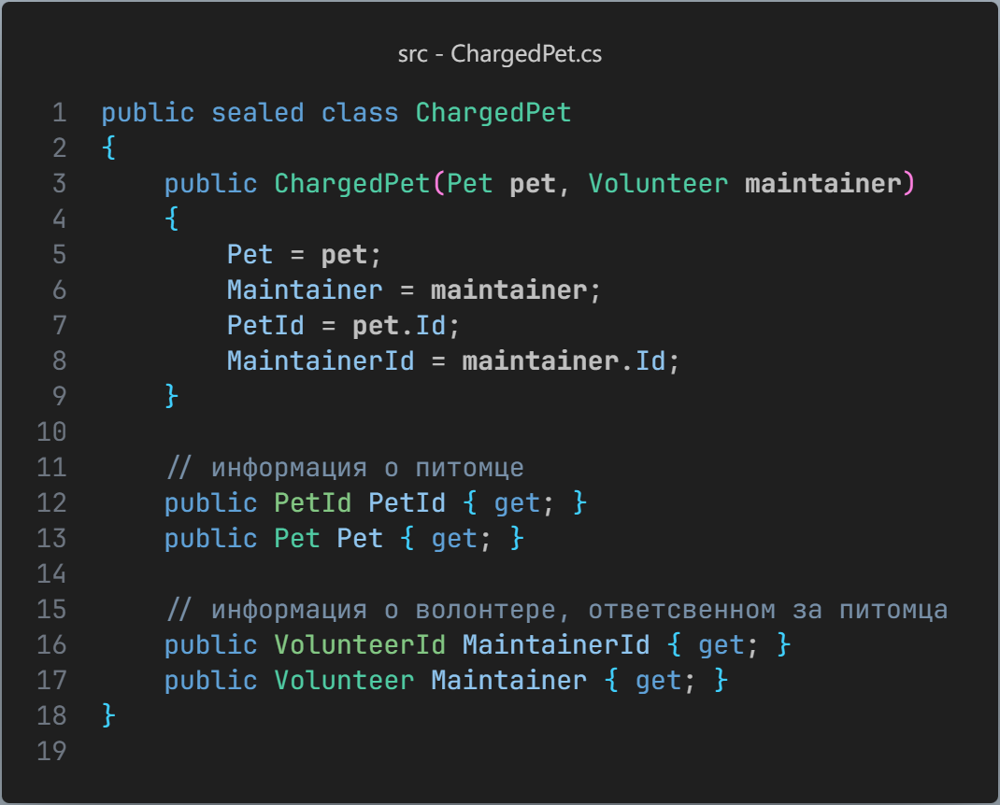 src - ChargedPet.cs
1 public sealed class ChargedPet
2 {
3     public ChargedPet(Pet pet, Volunteer maintainer)
4     {
5         Pet = pet;
6         Maintainer = maintainer;
7         PetId = pet.Id;
8         MaintainerId = maintainer.Id;
9     }
10
11     // информация о питомце
12     public PetId PetId { get; }
13     public Pet Pet { get; }
14
15     // информация о волонтере, ответсвенном за питомца
16     public VolunteerId MaintainerId { get; }
17     public Volunteer Maintainer { get; }
18 }
19